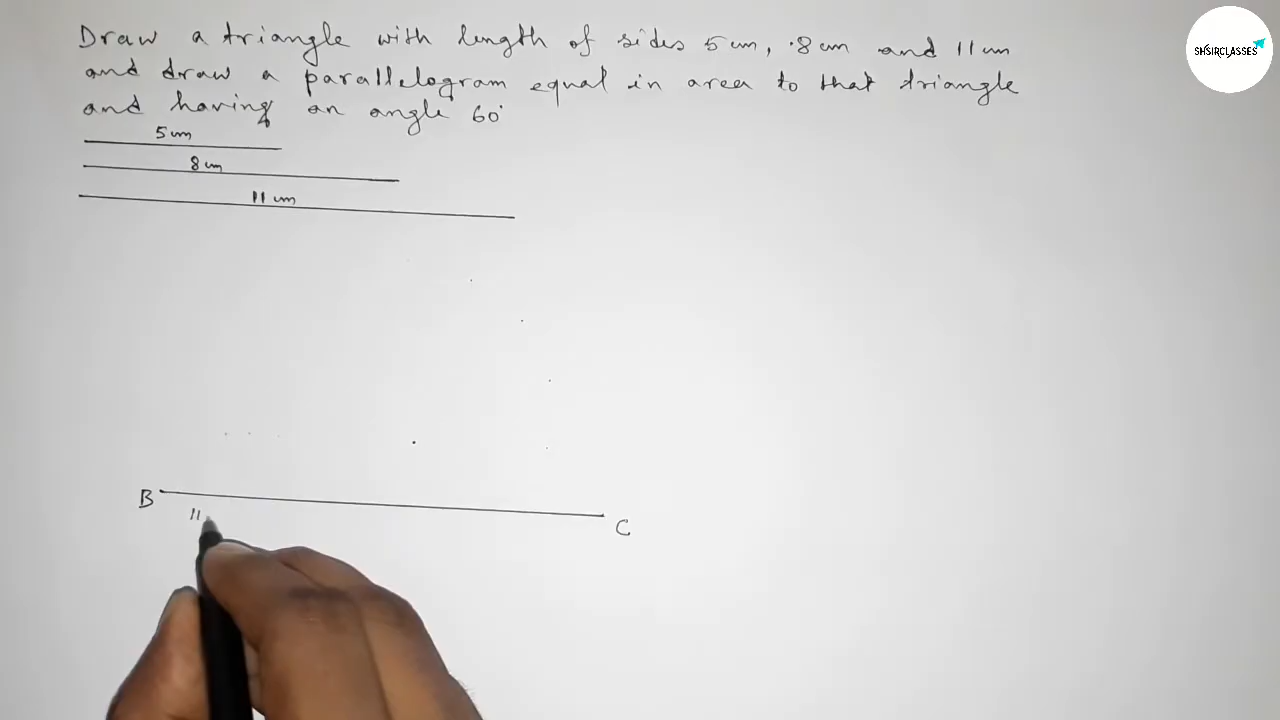 Draw a triangle with length of sides 5 cm, 8 cm and 11 cm
and draw a parallelogram equal in area to that triangle
and having an angle 60°
5 cm
8 cm
11 cm
B
C
11
SHSIRCLASSES